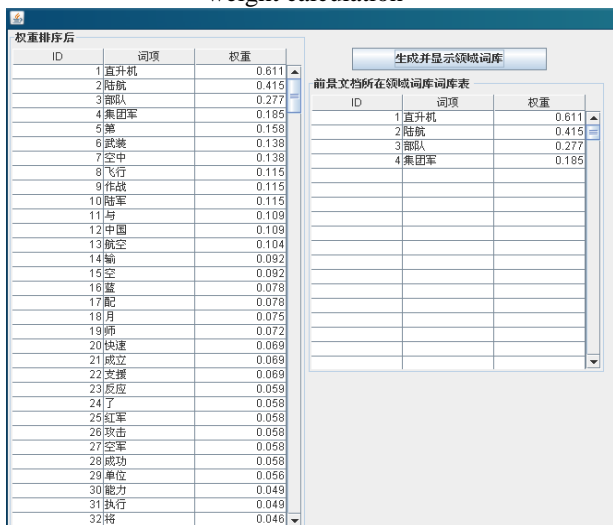 weight calculation
权重排序后
ID 词项 权重
1 直升机 0.611
2 陆航 0.415
3 部队 0.277
4 集团军 0.185
5 第 0.158
6 武装 0.138
7 空中 0.138
8 飞行 0.115
9 作战 0.115
10 陆军 0.115
11 与 0.109
12 中国 0.109
13 航空 0.104
14 输 0.092
15 空 0.092
16 蓝 0.078
17 配 0.078
18 月 0.075
19 师 0.072
20 快速 0.069
21 成立 0.069
22 支援 0.069
23 反应 0.059
24 了 0.058
25 红军 0.058
26 攻击 0.058
27 空军 0.058
28 成功 0.058
29 单位 0.056
30 能力 0.049
31 执行 0.049
32 将 0.046
生成并显示领域词库
前景文档所在领域词库词库表
ID 词项 权重
1 直升机 0.611
2 陆航 0.415
3 部队 0.277
4 集团军 0.185